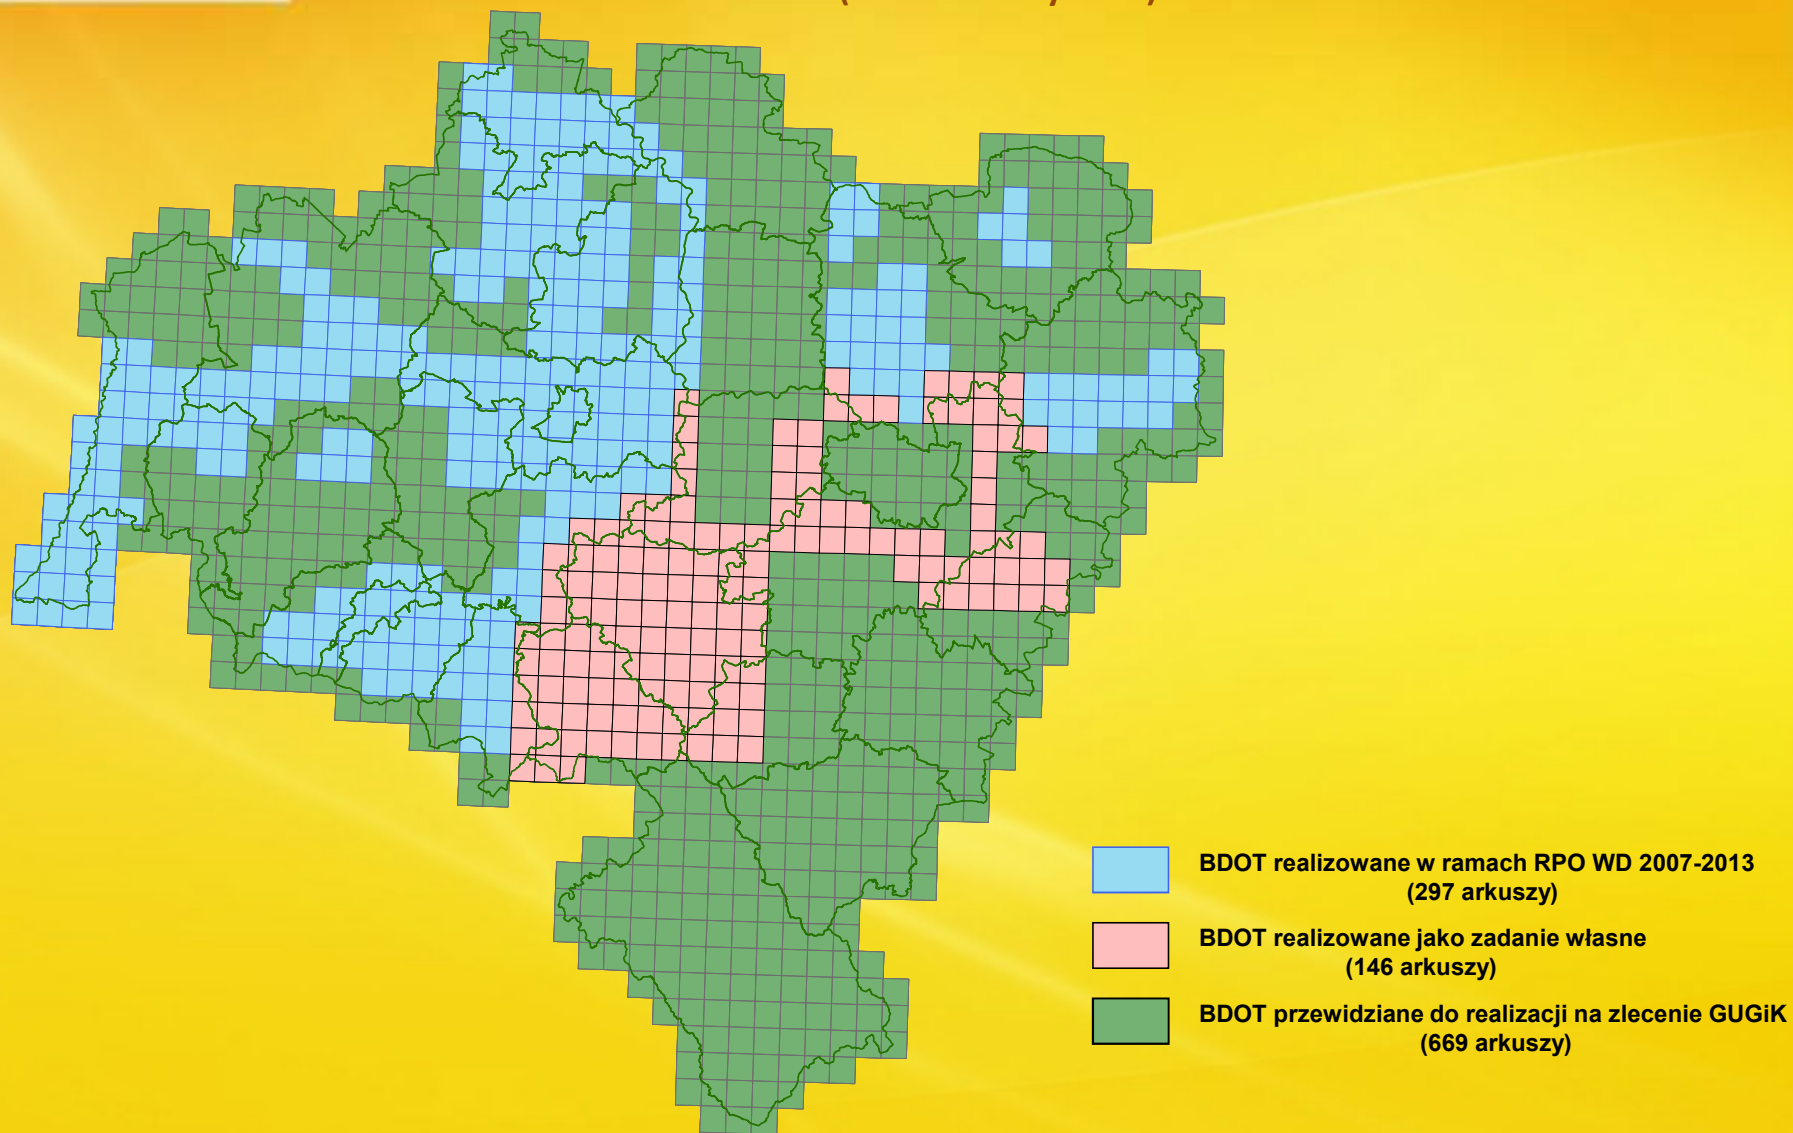 BDOT realizowane w ramach RPO WD 2007-2013
(297 arkuszy)
BDOT realizowane jako zadanie własne
(146 arkuszy)
BDOT przewidziane do realizacji na zlecenie GUGiK
(669 arkuszy)